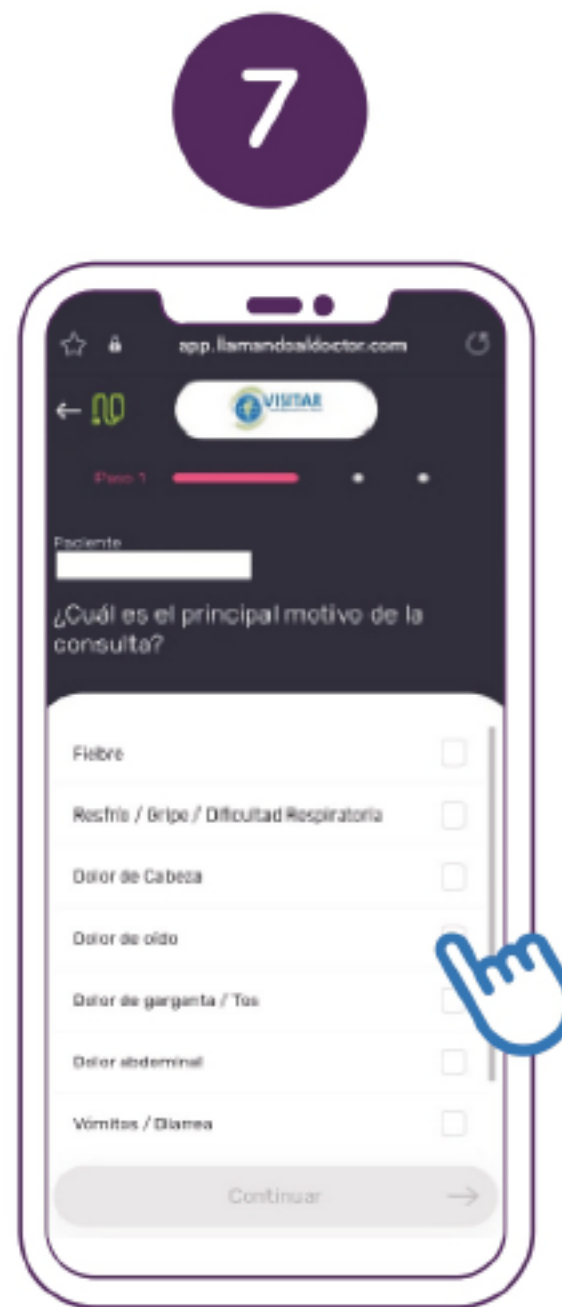 7
app.llamandoaldoctor.com
VISITAR
Paso 1
Paciente
¿Cuál es el principal motivo de la
consulta?
Fiebre
Resfrío / Gripe / Dificultad Respiratoria
Dolor de Cabeza
Dolor de oído
Dolor de garganta / Tos
Dolor abdominal
Vómitos / Diarrea
Continuar